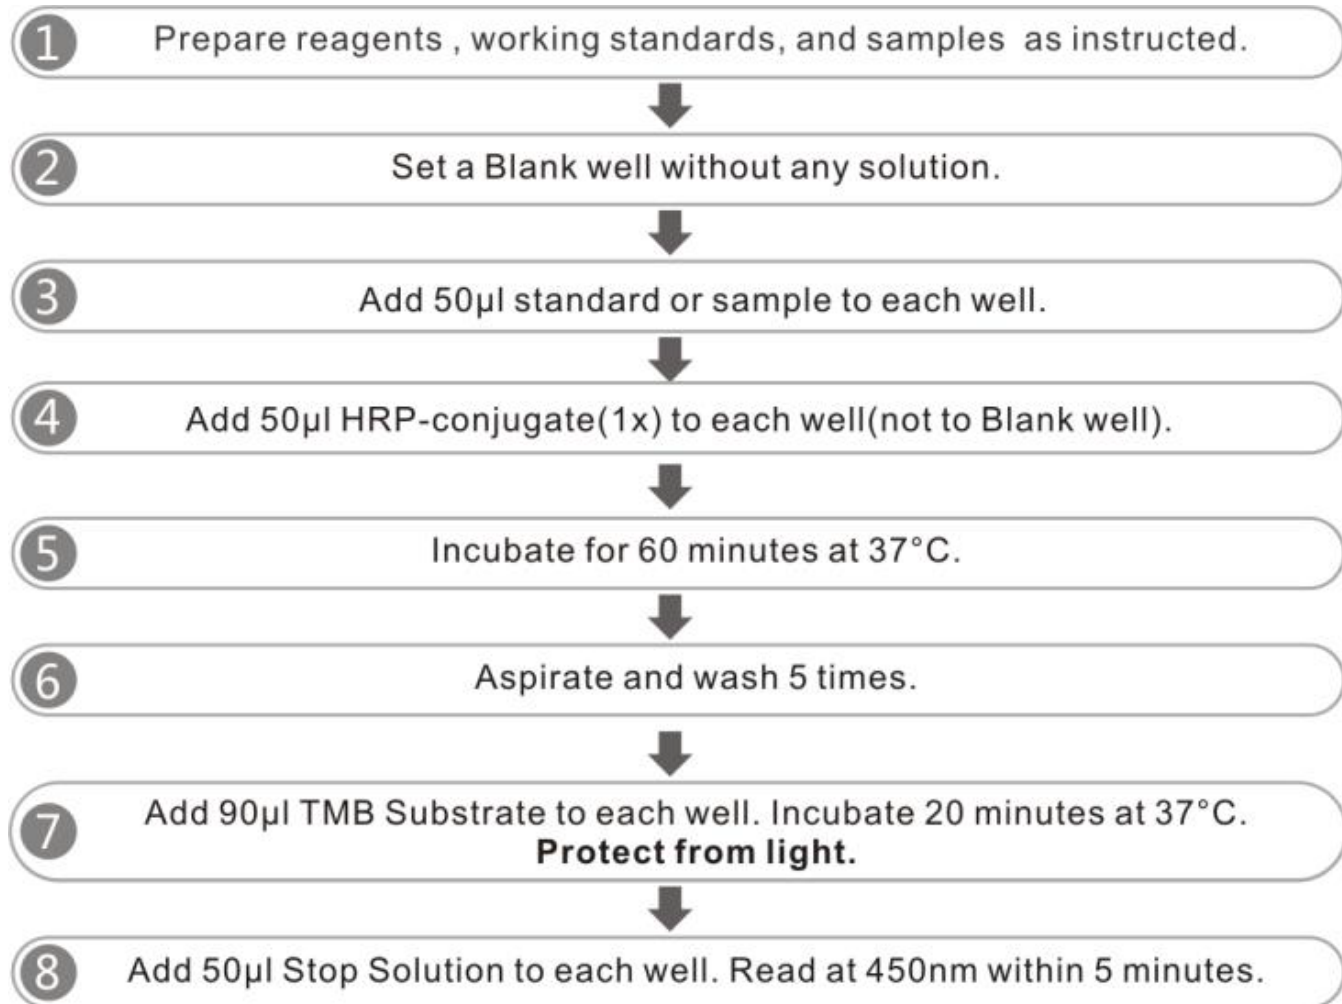 1 Prepare reagents , working standards, and samples as instructed.
2 Set a Blank well without any solution.
3 Add 50µl standard or sample to each well.
4 Add 50µl HRP-conjugate(1x) to each well(not to Blank well).
5 Incubate for 60 minutes at 37°C.
6 Aspirate and wash 5 times.
7 Add 90µl TMB Substrate to each well. Incubate 20 minutes at 37°C.
Protect from light.
8 Add 50µl Stop Solution to each well. Read at 450nm within 5 minutes.